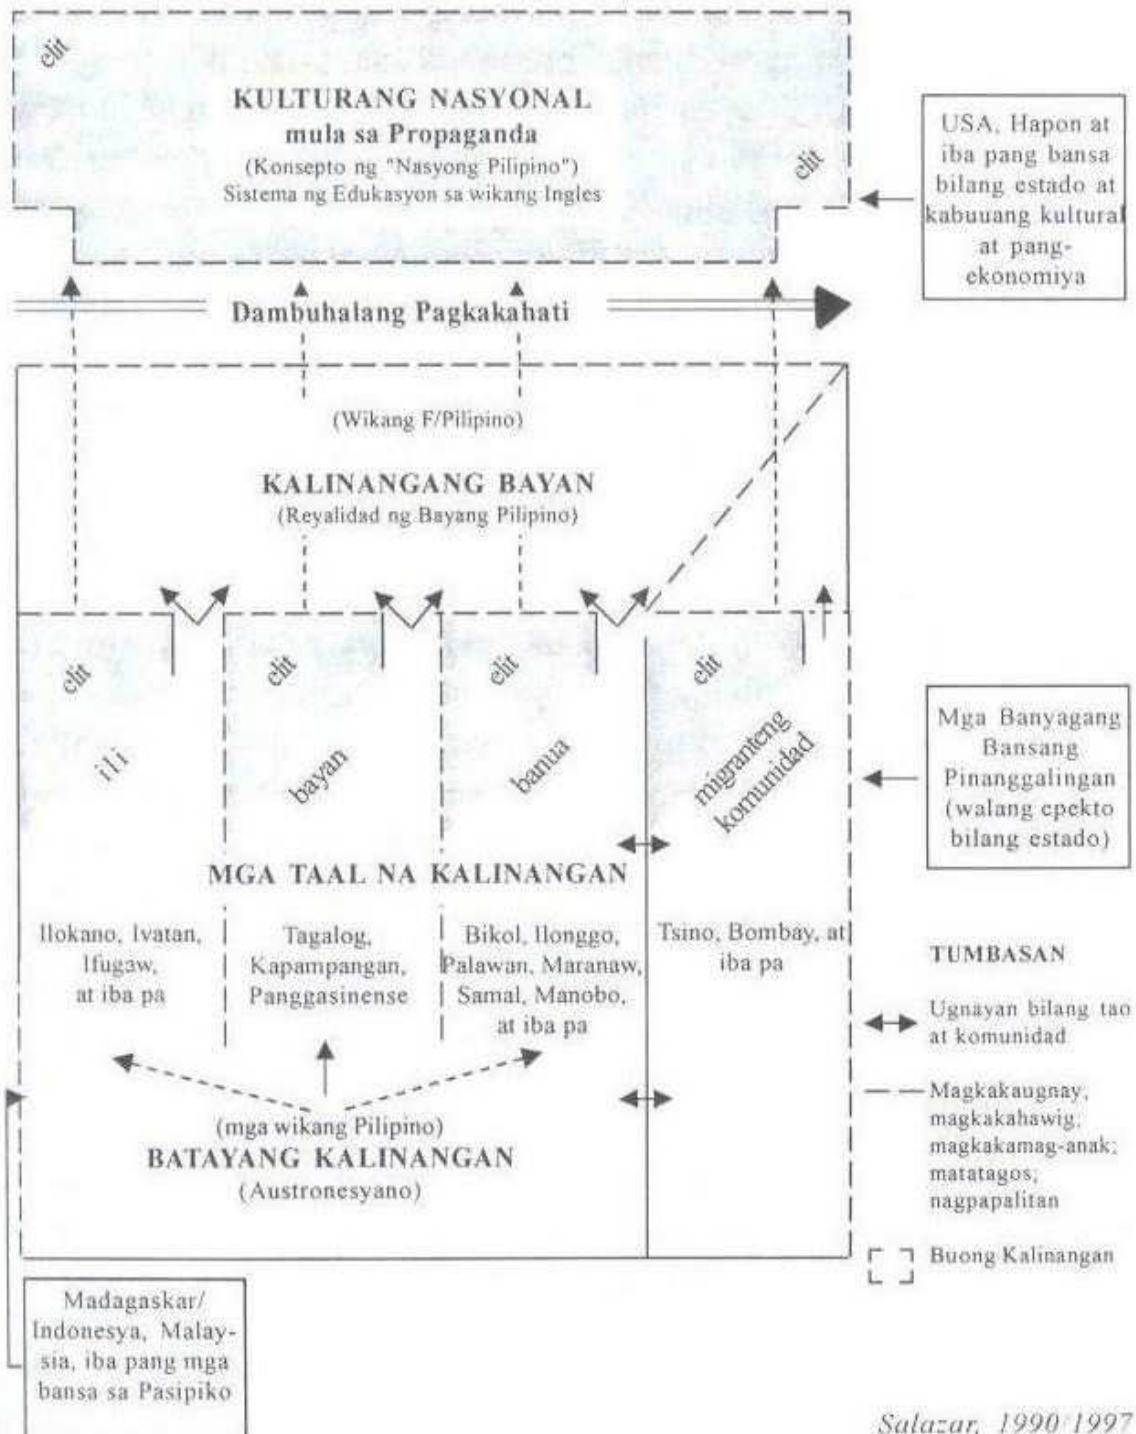 elit
KULTURANG NASYONAL
mula sa Propaganda
(Konsepto ng "Nasyong Pilipino")
Sistema ng Edukasyon sa wikang Ingles
elit
USA, Hapon at
iba pang bansa
bilang estado at
kabuuang kultural
at pang-
ekonomiya
Dambuhalang Pagkakahati
(Wikang F/Pilipino)
KALINANGANG BAYAN
(Reyalidad ng Bayang Pilipino)
elit
elit
elit
elit
ili
bayan
banua
migranteng
komunidad
Mga Banyagang
Bansang
Pinanggalingan
(walang epekto
bilang estado)
MGA TAAL NA KALINANGAN
Ilokano, Ivatan,
Ifugaw,
at iba pa
Tagalog,
Kapampangan,
Panggasinense
Bikol, Ilonggo,
Palawan, Maranaw,
Samal, Manobo,
at iba pa
Tsino, Bombay, at
iba pa
TUMBASAN
Ugnayan bilang tao
at komunidad
Magkakaugnay;
magkakahawig;
magkakamag-anak;
matatagos;
nagpapalitan
Buong Kalinangan
(mga wikang Pilipino)
BATAYANG KALINANGAN
(Austronesyano)
Madagaskar/
Indonesya, Malay-
sia, iba pang mga
bansa sa Pasipiko
Salazar, 1990/1997